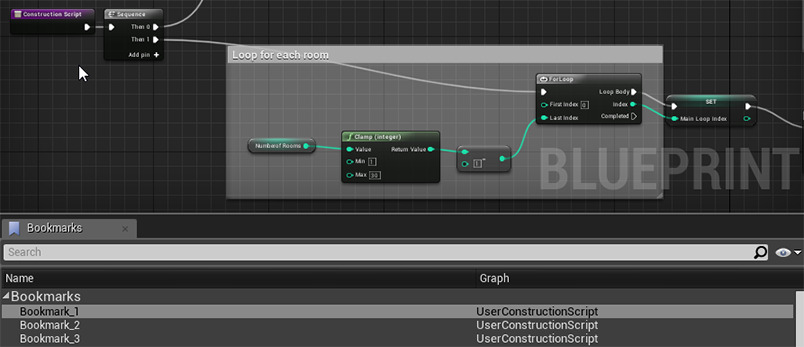 Construction Script
Sequence
Then 0
Then 1
Add pin +
Loop for each room
ForLoop
Loop Body
First Index 0
Index
Last Index
Completed
SET
Main Loop Index
Number of Rooms
Clamp (integer)
Value
Return Value
Min 1
Max 30
1
BLUEPRINT
Bookmarks
Search
Name Graph
Bookmarks
Bookmark_1 UserConstructionScript
Bookmark_2 UserConstructionScript
Bookmark_3 UserConstructionScript